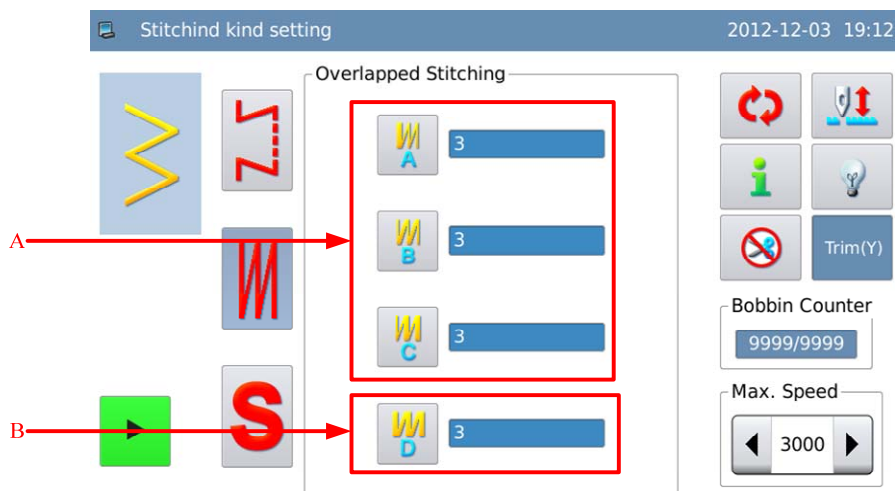 Stitchind kind setting 2012-12-03 19:12
Overlapped Stitching
A 3
Trim(Y)
A
B 3
Bobbin Counter
9999/9999
C 3
Max. Speed
3000
S
B
D 3